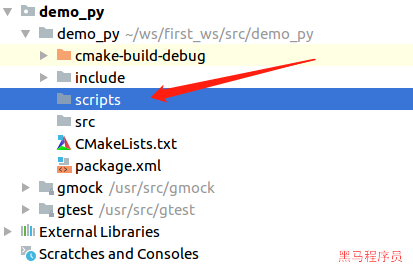 demo_py
demo_py ~/ws/first_ws/src/demo_py
cmake-build-debug
include
scripts
src
CMakeLists.txt
package.xml
gmock /usr/src/gmock
gtest /usr/src/gtest
External Libraries
Scratches and Consoles
黑马程序员